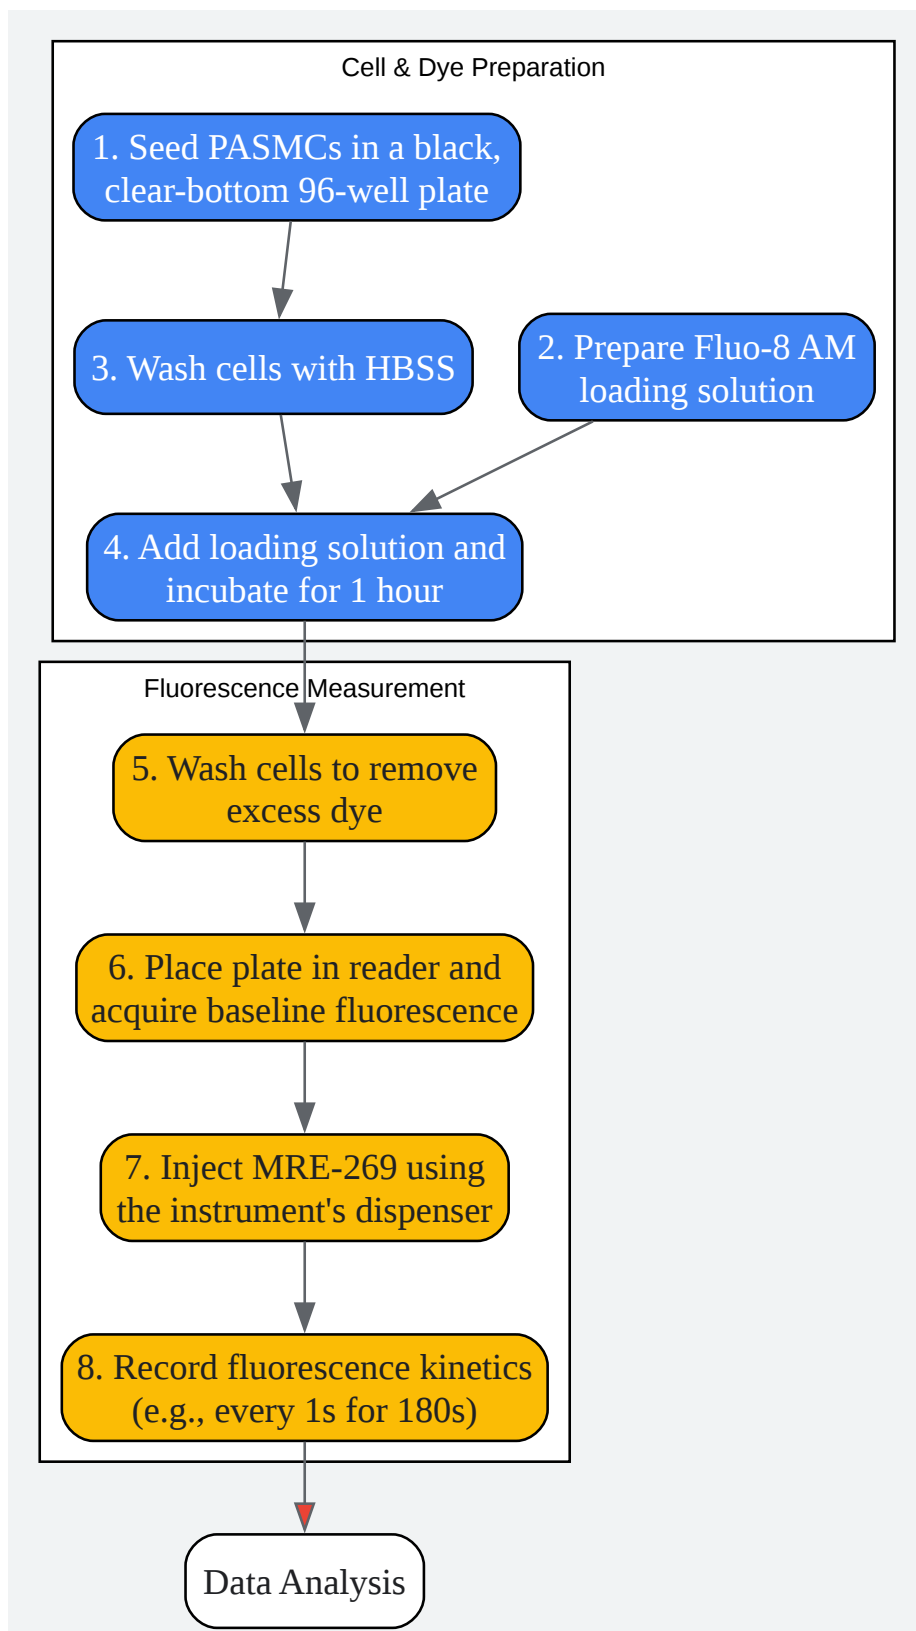 Cell & Dye Preparation
1. Seed PASMCs in a black,
clear-bottom 96-well plate
2. Prepare Fluo-8 AM
loading solution
3. Wash cells with HBSS
4. Add loading solution and
incubate for 1 hour
Fluorescence Measurement
5. Wash cells to remove
excess dye
6. Place plate in reader and
acquire baseline fluorescence
7. Inject MRE-269 using
the instrument's dispenser
8. Record fluorescence kinetics
(e.g., every 1s for 180s)
Data Analysis